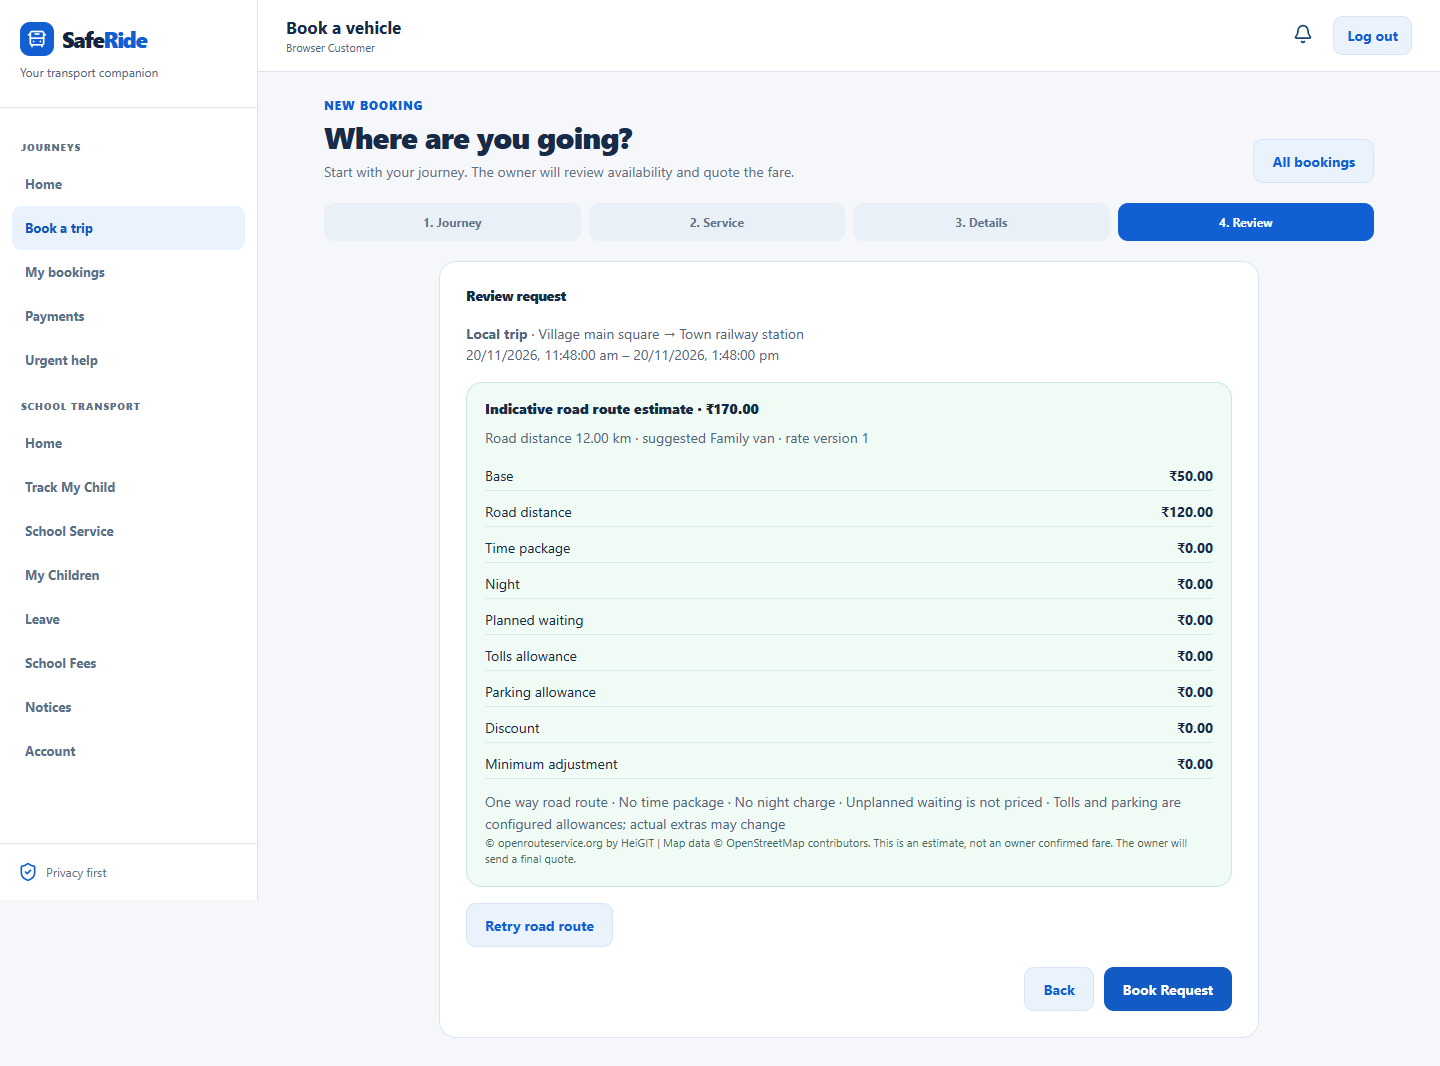 SafeRide
Your transport companion
JOURNEYS
Home
Book a trip
My bookings
Payments
Urgent help
SCHOOL TRANSPORT
Home
Track My Child
School Service
My Children
Leave
School Fees
Notices
Account
Privacy first
Book a vehicle
Browser Customer
Log out
NEW BOOKING
Where are you going?
Start with your journey. The owner will review availability and quote the fare.
All bookings
1. Journey
2. Service
3. Details
4. Review
Review request
Local trip · Village main square → Town railway station
20/11/2026, 11:48:00 am – 20/11/2026, 1:48:00 pm
Indicative road route estimate · ₹170.00
Road distance 12.00 km · suggested Family van · rate version 1
Base ₹50.00
Road distance ₹120.00
Time package ₹0.00
Night ₹0.00
Planned waiting ₹0.00
Tolls allowance ₹0.00
Parking allowance ₹0.00
Discount ₹0.00
Minimum adjustment ₹0.00
One way road route · No time package · No night charge · Unplanned waiting is not priced · Tolls and parking are
configured allowances; actual extras may change
© openrouteservice.org by HeiGIT | Map data © OpenStreetMap contributors. This is an estimate, not an owner confirmed fare. The owner will
send a final quote.
Retry road route
Back
Book Request